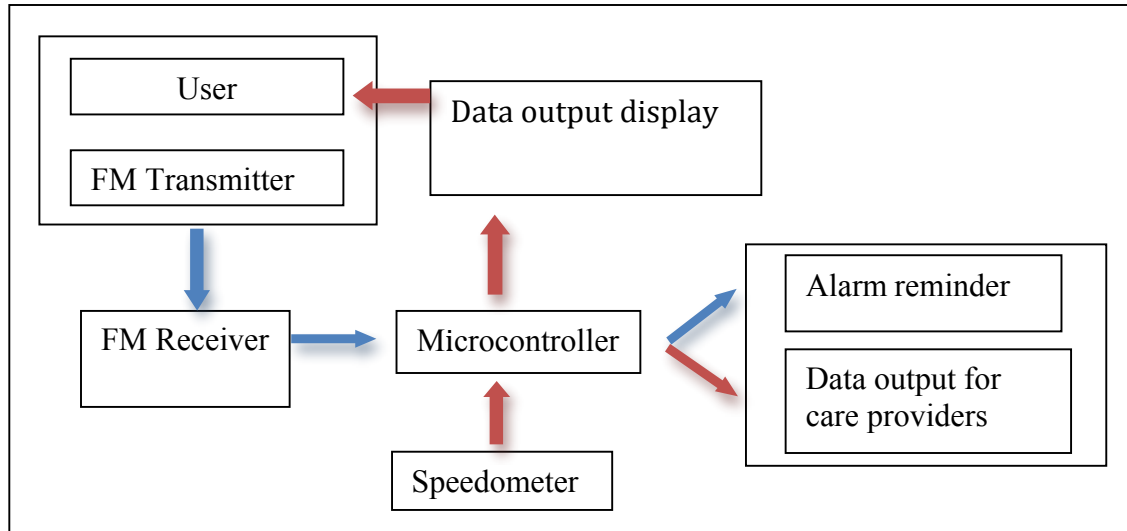 User
Data output display
FM Transmitter
FM Receiver
Microcontroller
Alarm reminder
Data output for
care providers
Speedometer